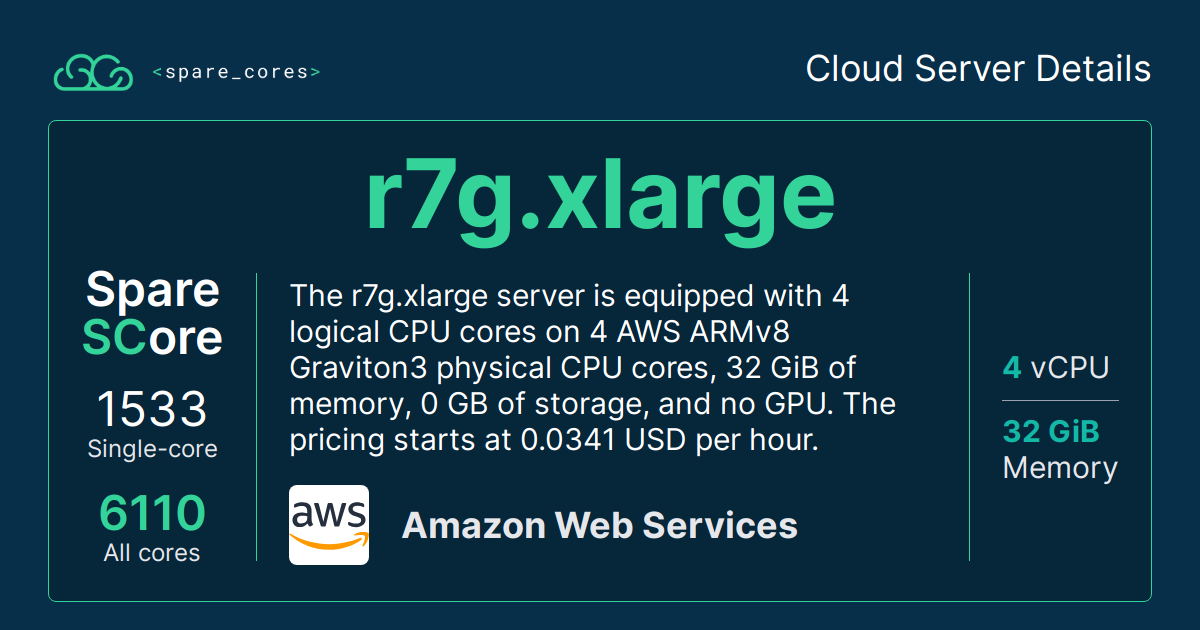 <spare_cores>
Cloud Server Details
r7g.xlarge
Spare
SCore
1533
Single-core
6110
All cores
The r7g.xlarge server is equipped with 4
logical CPU cores on 4 AWS ARMv8
Graviton3 physical CPU cores, 32 GiB of
memory, 0 GB of storage, and no GPU. The
pricing starts at 0.0341 USD per hour.
aws
Amazon Web Services
4 vCPU
32 GiB
Memory